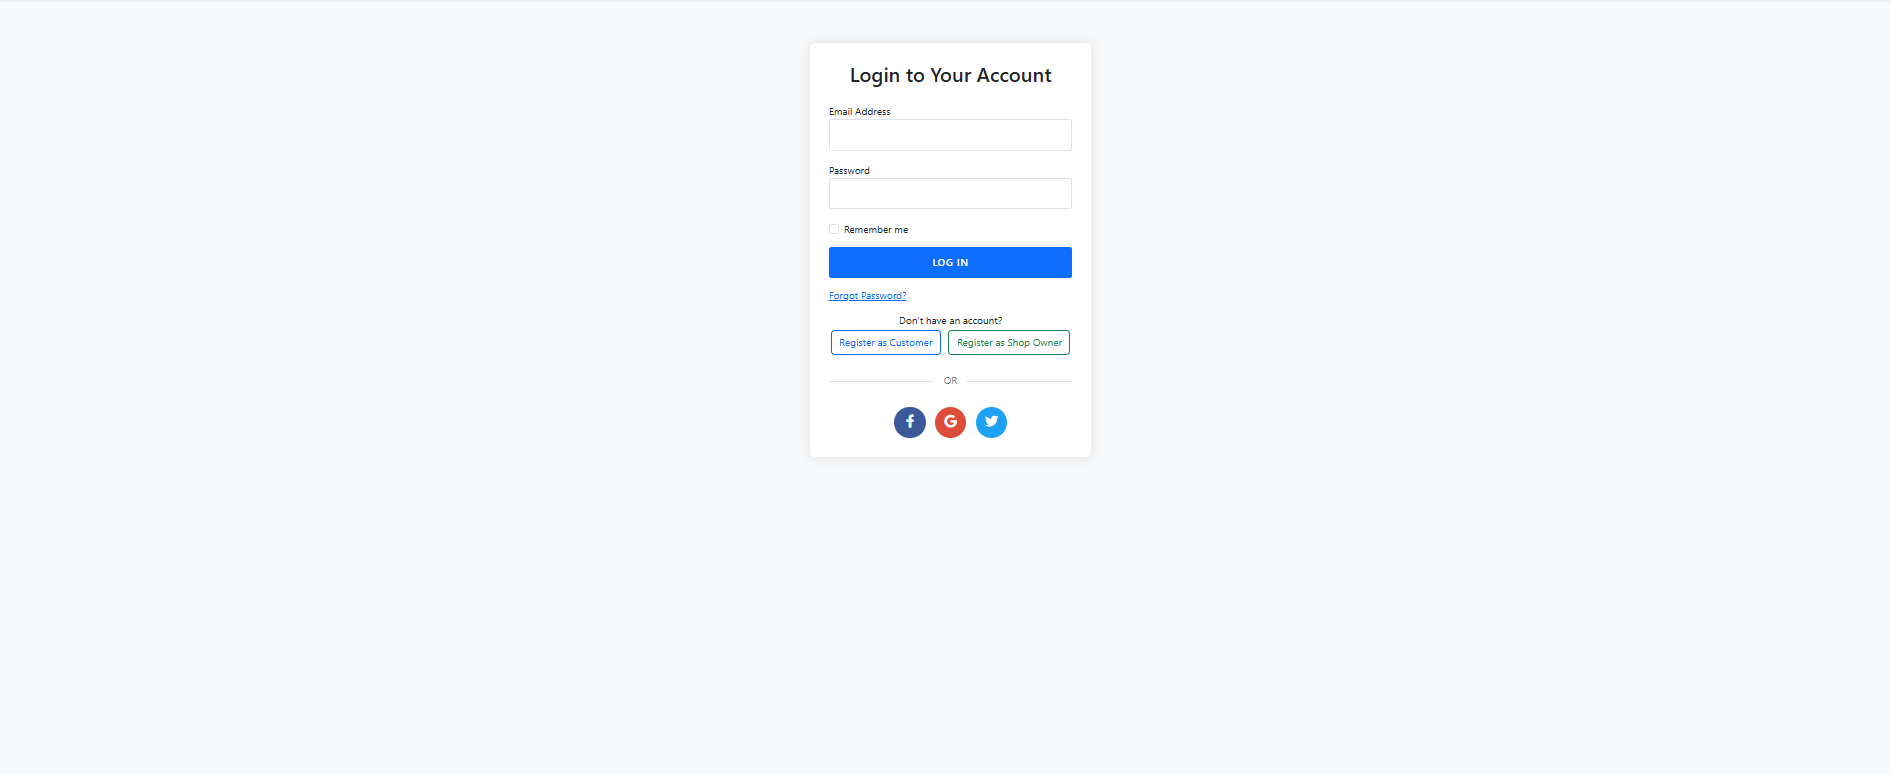 Login to Your Account
Email Address
Password
Remember me
LOG IN
Forgot Password?
Don't have an account?
Register as Customer Register as Shop Owner
OR